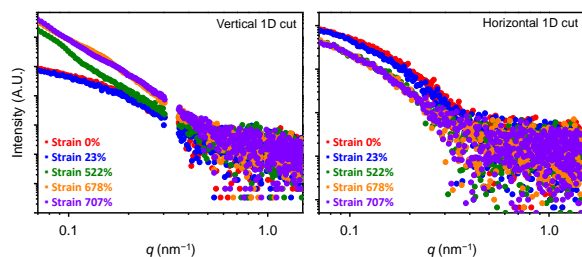 Vertical 1D cut
Horizontal 1D cut
Intensity (A.U.)
▪ Strain 0%
▪ Strain 23%
▪ Strain 522%
▪ Strain 678%
▪ Strain 707%
▪ Strain 0%
▪ Strain 23%
▪ Strain 522%
▪ Strain 678%
▪ Strain 707%
0.1
1.0
0.1
1.0
q (nm⁻¹)
q (nm⁻¹)